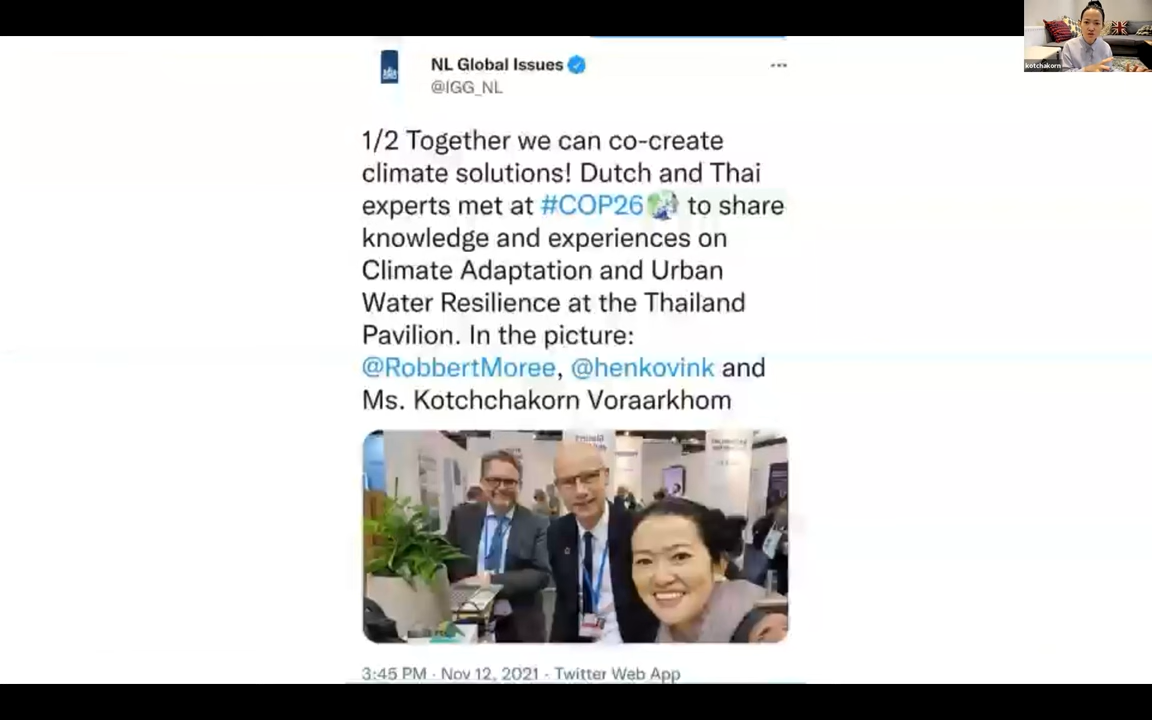 NL Global Issues
@IGG_NL
1/2 Together we can co-create
climate solutions! Dutch and Thai
experts met at #COP26 to share
knowledge and experiences on
Climate Adaptation and Urban
Water Resilience at the Thailand
Pavilion. In the picture:
@RobbertMoree, @henkovink and
Ms. Kotchchakorn Voraarkhom
3:45 PM · Nov 12, 2021 · Twitter Web App
kotchakorn